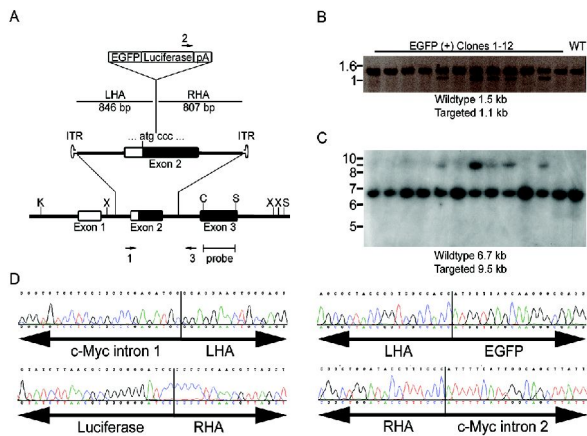 A
2
EGFP Luciferase pA
LHA RHA
846 bp 807 bp
ITR ... atg ccc ... ITR
Exon 2
K X C S XXS
Exon 1 Exon 2 Exon 3
1 3 probe
B
EGFP (+) Clones 1-12 WT
1.6
1
Wildtype 1.5 kb
Targeted 1.1 kb
C
10
9
8
7
6
5
Wildtype 6.7 kb
Targeted 9.5 kb
D
c-Myc intron 1 LHA
LHA EGFP
Luciferase RHA
RHA c-Myc intron 2